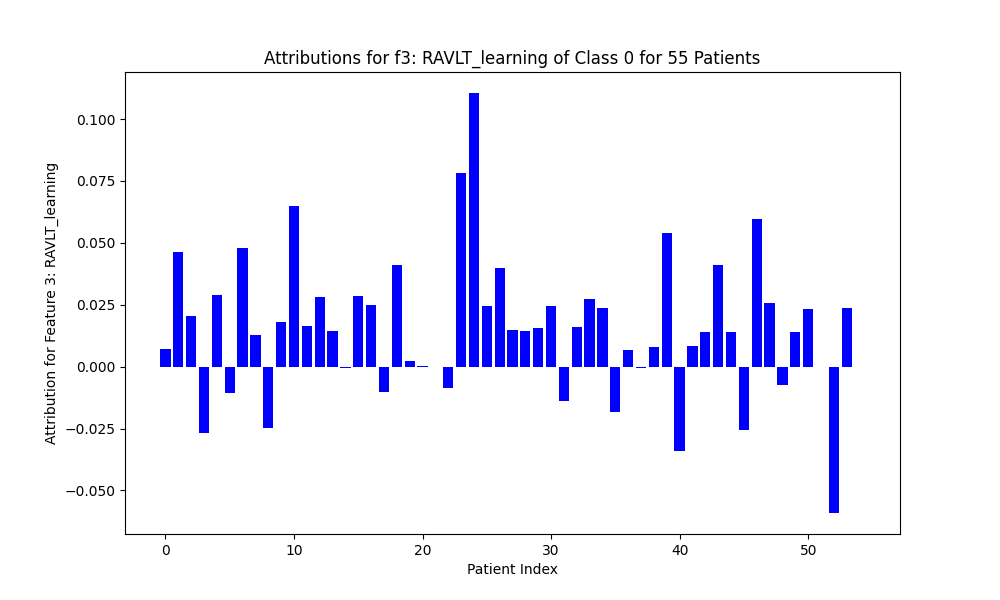 Attributions for f3: RAVLT_learning of Class 0 for 55 Patients
Attribution for Feature 3: RAVLT_learning
0.100
0.075
0.050
0.025
0.000
−0.025
−0.050
0 10 20 30 40 50
Patient Index